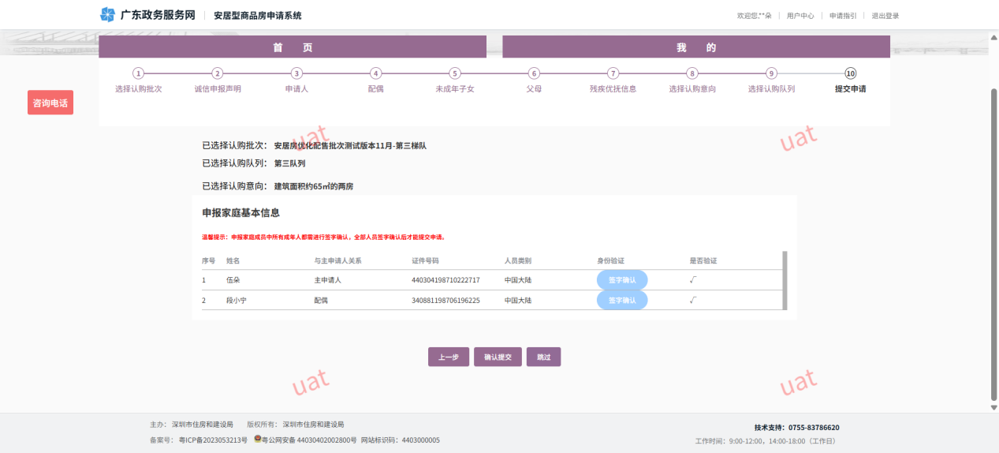 广东政务服务网 安居型商品房申请系统 欢迎您,**朵 用户中心 申请指引 退出登录
首 页 我 的
1 2 3 4 5 6 7 8 9 10
选择认购批次 诚信申报声明 申请人 配偶 未成年子女 父母 残疾优抚信息 选择认购意向 选择认购队列 提交申请
咨询电话
uat uat
已选择认购批次: 安居房优化配售批次测试版本11月-第三梯队
已选择认购队列: 第三队列
已选择认购意向: 建筑面积约65㎡的两房
申报家庭基本信息
温馨提示:申报家庭成员中所有成年人都需进行签字确认,全部人员签字确认后才能提交申请。
序号 姓名 与主申请人关系 证件号码 人员类别 身份验证 是否验证
1 伍朵 主申请人 440304198710222717 中国大陆 签字确认 √
2 段小宁 配偶 340881198706196225 中国大陆 签字确认 √
上一步 确认提交 跳过
uat uat
主办: 深圳市住房和建设局 版权所有: 深圳市住房和建设局
备案号: 粤ICP备2023053213号 粤公网安备 44030402002800号 网站标识码: 4403000005
技术支持: 0755-83786620
工作时间: 9:00-12:00, 14:00-18:00 (工作日)